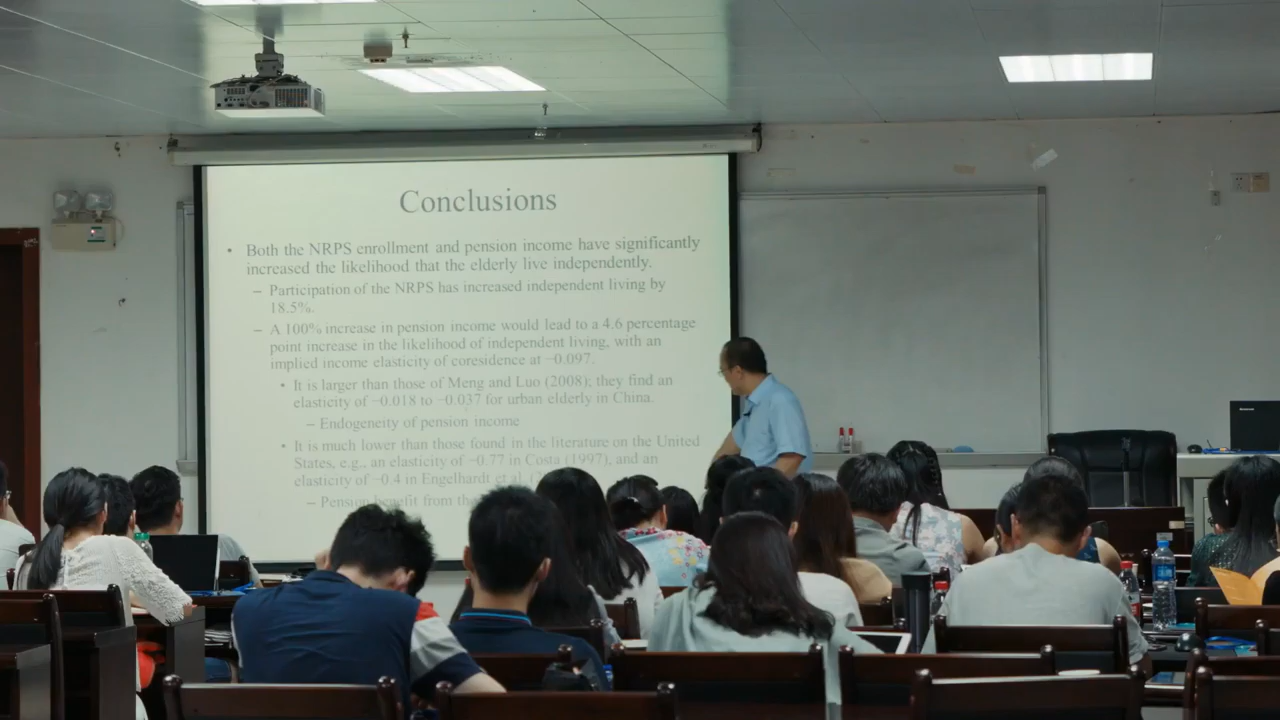 Conclusions
• Both the NRPS enrollment and pension income have significantly
increased the likelihood that the elderly live independently.
– Participation of the NRPS has increased independent living by
18.5%.
– A 100% increase in pension income would lead to a 4.6 percentage
point increase in the likelihood of independent living, with an
implied income elasticity of coresidence at −0.097.
• It is larger than those of Meng and Luo (2008); they find an
elasticity of −0.018 to −0.037 for urban elderly in China.
– Endogeneity of pension income
• It is much lower than those found in the literature on the United
States, e.g., an elasticity of −0.77 in Costa (1997), and an
elasticity of −0.4 in Engelhardt et al.
– Pension benefit from the